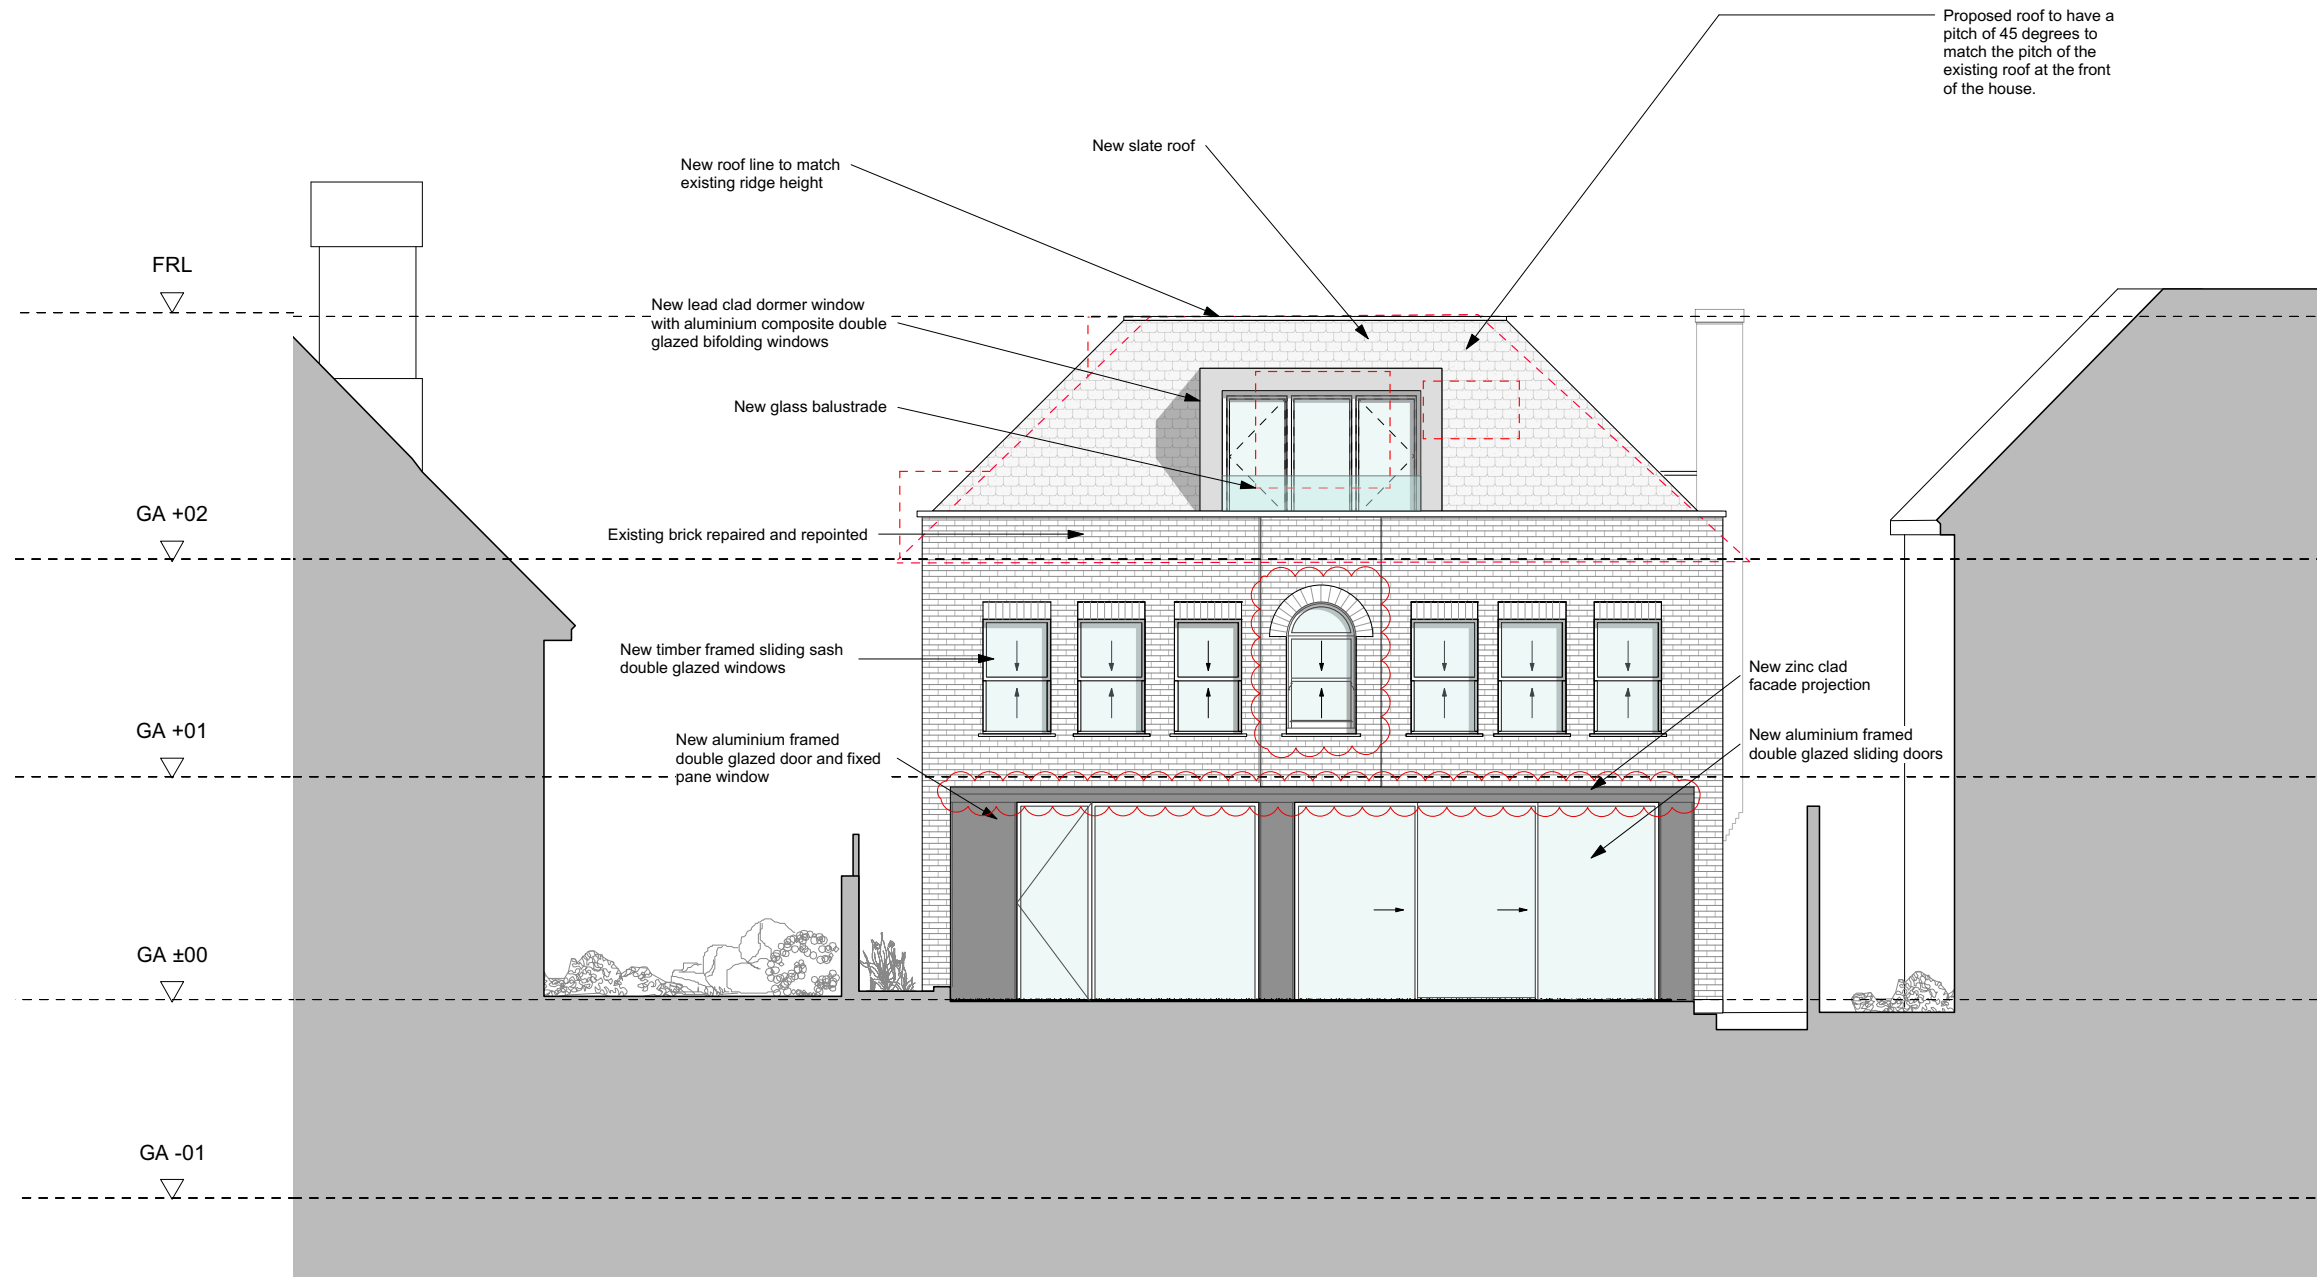 Proposed roof to have a
pitch of 45 degrees to
match the pitch of the
existing roof at the front
of the house.
New slate roof
New roof line to match
existing ridge height
FRL
New lead clad dormer window
with aluminium composite double
glazed bifolding windows
New glass balustrade
GA +02
Existing brick repaired and repointed
New timber framed sliding sash
double glazed windows
New zinc clad
facade projection
GA +01
New aluminium framed
double glazed door and fixed
pane window
New aluminium framed
double glazed sliding doors
GA ±00
GA -01